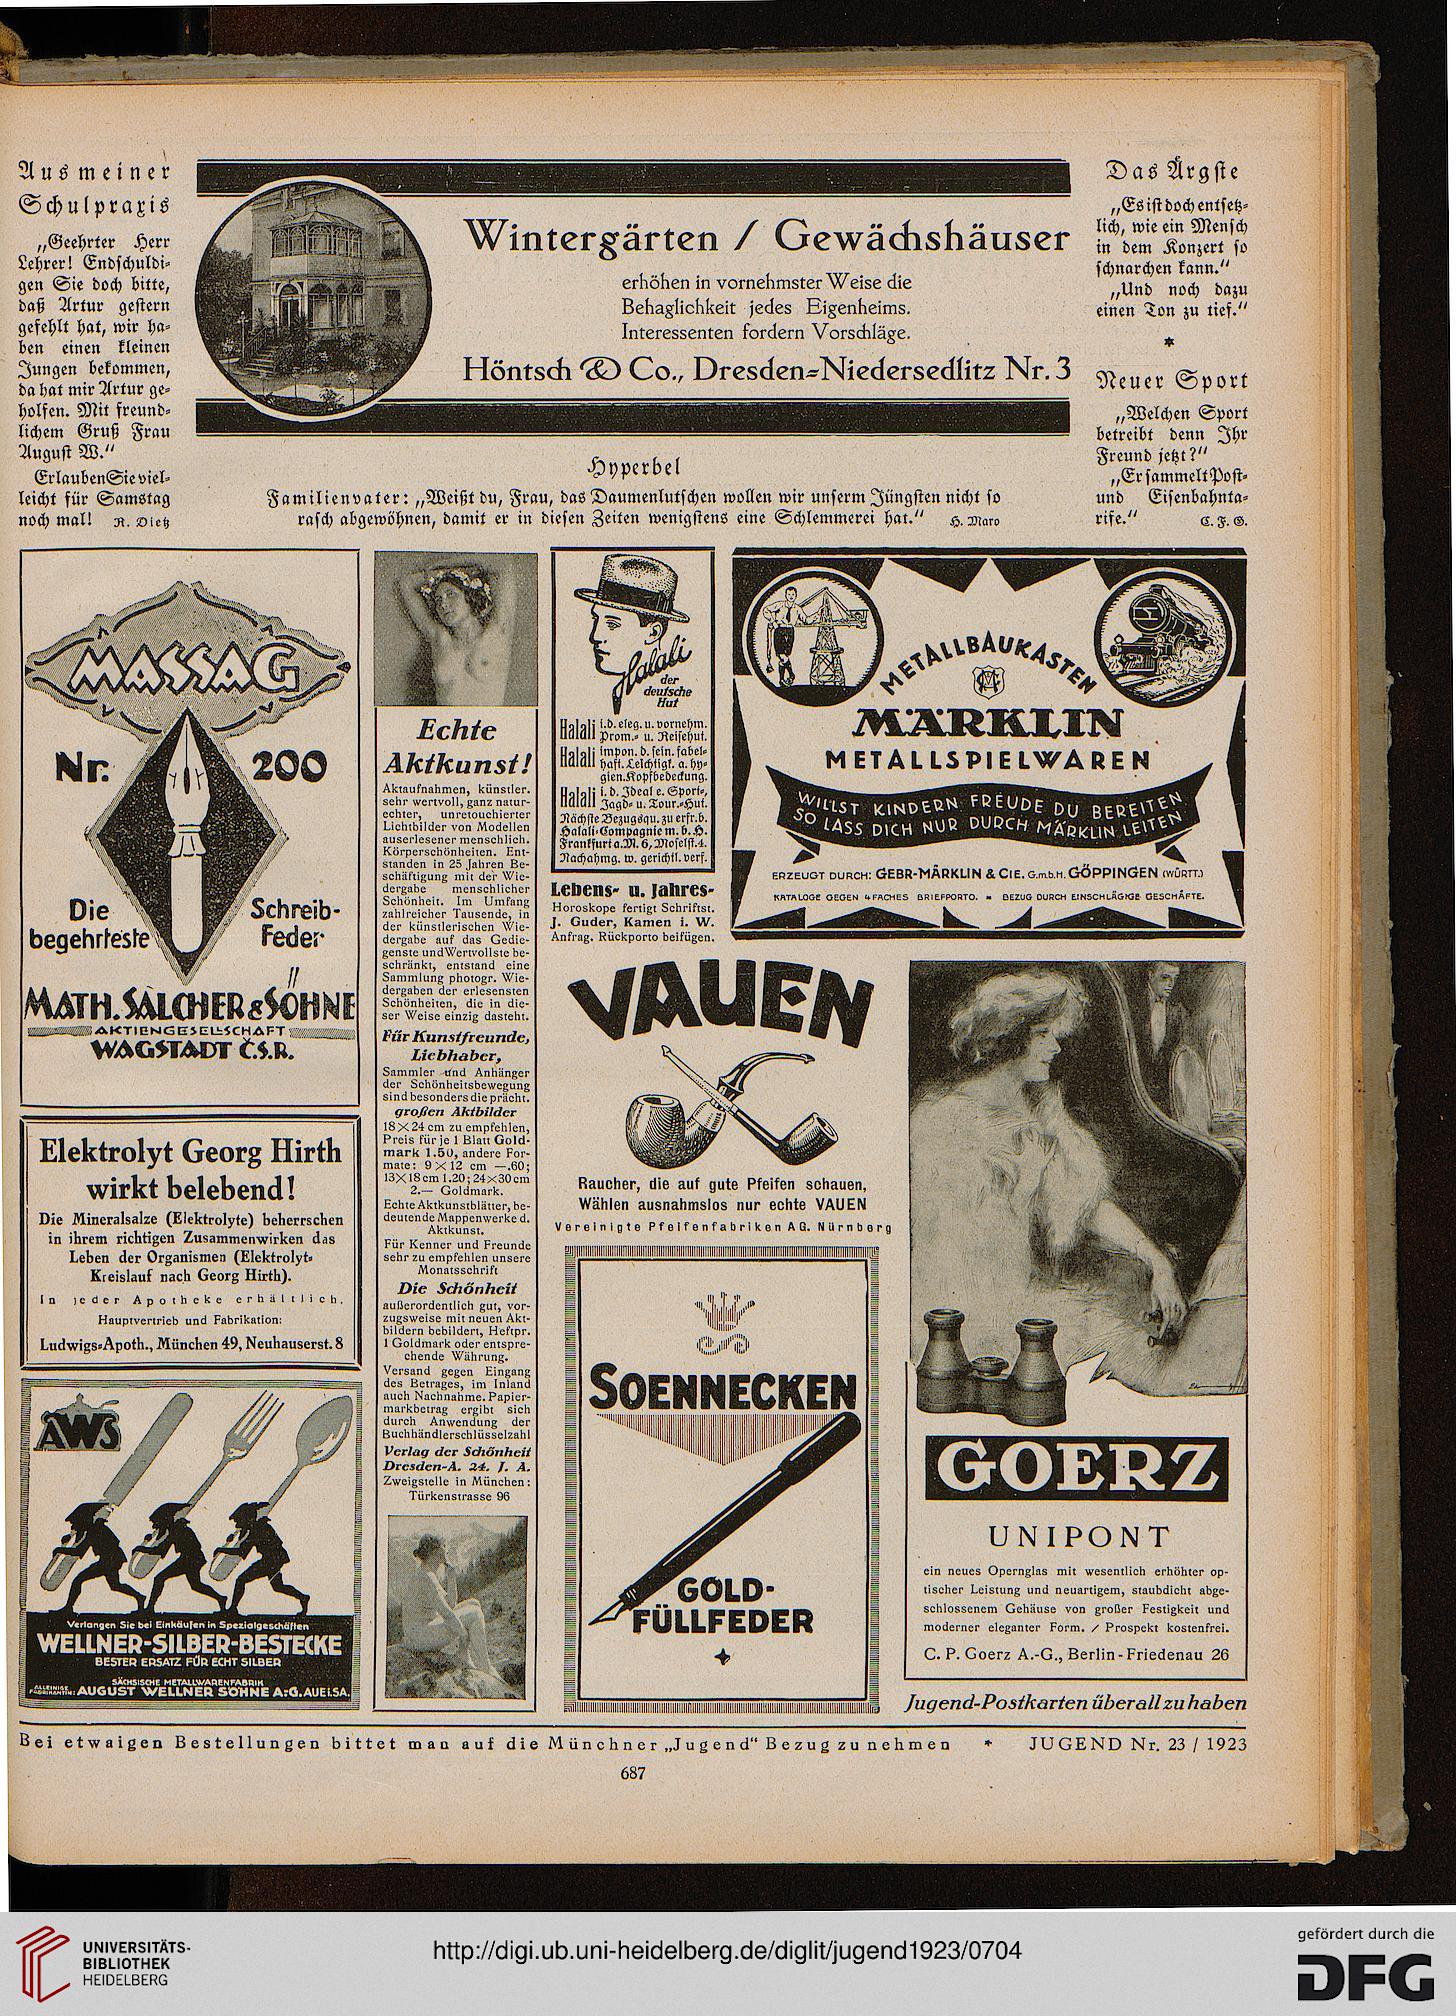 Aus meiner
Schulpraxis
„Geehrter Herr
Lehrer! Endschuldi=
gen Sie doch bitte,
daß Artur gestern
gefehlt hat, wir ha=
ben einen kleinen
Jungen bekommen,
da hat mir Artur ge=
holfen. Mit freund=
lichem Gruß Frau
August W.“
Erlauben Sie viel=
leicht für Samstag
noch mal! R. Dietz
Wintergärten / Gewächshäuser
erhöhen in vornehmster Weise die
Behaglichkeit jedes Eigenheims.
Interessenten fordern Vorschläge.
Höntsch & Co., Dresden=Niedersedlitz Nr. 3
Hyperbel
Familienvater: „Weißt du, Frau, das Daumenlutschen wollen wir unserm Jüngsten nicht so
rasch abgewöhnen, damit er in diesen Zeiten wenigstens eine Schlemmerei hat.“ H. Maro
Das Ärgste
„Es ist doch entsetz=
lich, wie ein Mensch
in dem Konzert so
schnarchen kann.“
„Und noch dazu
einen Ton zu tief.“
*
Neuer Sport
„Welchen Sport
betreibt denn Ihr
Freund jetzt?“
„Er sammelt Post=
und Eisenbahnta=
rife.“ C. F. G.
MASSAG
Nr. 200
Die Schreib-
begehrteste Feder
MATH. SALCHER & SÖHNE
AKTIENGESELLSCHAFT
WAGSTADT Č.S.R.
Elektrolyt Georg Hirth
wirkt belebend!
Die Mineralsalze (Elektrolyte) beherrschen
in ihrem richtigen Zusammenwirken das
Leben der Organismen (Elektrolyt=
Kreislauf nach Georg Hirth).
In jeder Apotheke erhältlich.
Hauptvertrieb und Fabrikation:
Ludwigs=Apoth., München 49, Neuhauserst. 8
AWS
Verlangen Sie bei Einkäufen in Spezialgeschäften
WELLNER-SILBER-BESTECKE
BESTER ERSATZ FÜR ECHT SILBER
SÄCHSISCHE METALLWARENFABRIK
ALLEINIGE FABRIKANTIN: AUGUST WELLNER SÖHNE A.-G. AUE i. SA.
Echte
Aktkunst!
Aktaufnahmen, künstler.
sehr wertvoll, ganz natur-
echter, unretouchierter
Lichtbilder von Modellen
auserlesener menschlich.
Körperschönheiten. Ent-
standen in 25 Jahren Be-
schäftigung mit der Wie-
dergabe menschlicher
Schönheit. Im Umfang
zahlreicher Tausende, in
der künstlerischen Wie-
dergabe auf das Gedie-
genste und Wertvollste be-
schränkt, entstand eine
Sammlung photogr. Wie-
dergaben der erlesensten
Schönheiten, die in die-
ser Weise einzig dasteht.
Für Kunstfreunde,
Liebhaber,
Sammler und Anhänger
der Schönheitsbewegung
sind besonders die prächt.
großen Aktbilder
18×24 cm zu empfehlen,
Preis für je 1 Blatt Gold-
mark 1.50, andere For-
mate: 9×12 cm —.60;
13×18 cm 1.20; 24×30 cm
2.— Goldmark.
Echte Aktkunstblätter, be-
deutende Mappenwerke d.
Aktkunst.
Für Kenner und Freunde
sehr zu empfehlen unsere
Monatsschrift
Die Schönheit
außerordentlich gut, vor-
zugsweise mit neuen Akt-
bildern bebildert, Heftpr.
1 Goldmark oder entspre-
chende Währung.
Versand gegen Eingang
des Betrages, im Inland
auch Nachnahme. Papier-
markbetrag ergibt sich
durch Anwendung der
Buchhändlerschlüsselzahl
Verlag der Schönheit
Dresden-A. 24. J. A.
Zweigstelle in München:
Türkenstrasse 96
Halali
der
deutsche
Hut
Halali i. d. eleg. u. vornehm.
Prom.= u. Reisehut.
Halali impon. d. sein. fabel=
haft. Leichtigk. a. hy=
gien. Kopfbedeckung.
Halali i. d. Ideal e. Sport=,
Jagd= u. Tour.=Hut.
Nächste Bezugsqu. zu erfr. b.
Halali=Compagnie m. b. H.
Frankfurt a. M. 6, Moselst. 4.
Nachahmg. w. gerichtl. verf.
Lebens- u. Jahres-
Horoskope fertigt Schriftst.
J. Guder, Kamen i. W.
Anfrag. Rückporto beifügen.
METALLBAUKÄSTEN
MÄRKLIN
METALLSPIELWAREN
WILLST KINDERN FREUDE DU BEREITEN
SO LASS DICH NUR DURCH MÄRKLIN LEITEN
ERZEUGT DURCH: GEBR-MÄRKLIN & CIE. G.m.b.H. GÖPPINGEN (WÜRTT.)
KATALOGE GEGEN 4 FACHES BRIEFPORTO. BEZUG DURCH EINSCHLÄGIGE GESCHÄFTE.
VAUEN
Raucher, die auf gute Pfeifen schauen,
Wählen ausnahmslos nur echte VAUEN
Vereinigte Pfeifenfabriken AG. Nürnberg
SOENNECKEN
GOLD-
FÜLLFEDER
GOERZ
UNIPONT
ein neues Opernglas mit wesentlich erhöhter op-
tischer Leistung und neuartigem, staubdicht abge-
schlossenem Gehäuse von großer Festigkeit und
moderner eleganter Form. / Prospekt kostenfrei.
C. P. Goerz A.-G., Berlin-Friedenau 26
Jugend-Postkarten überall zu haben
Bei etwaigen Bestellungen bittet man auf die Münchner „Jugend“ Bezug zu nehmen * JUGEND Nr. 23 / 1923
687
UNIVERSITÄTS-
BIBLIOTHEK
HEIDELBERG
http://digi.ub.uni-heidelberg.de/diglit/jugend1923/0704
gefördert durch die
DFG